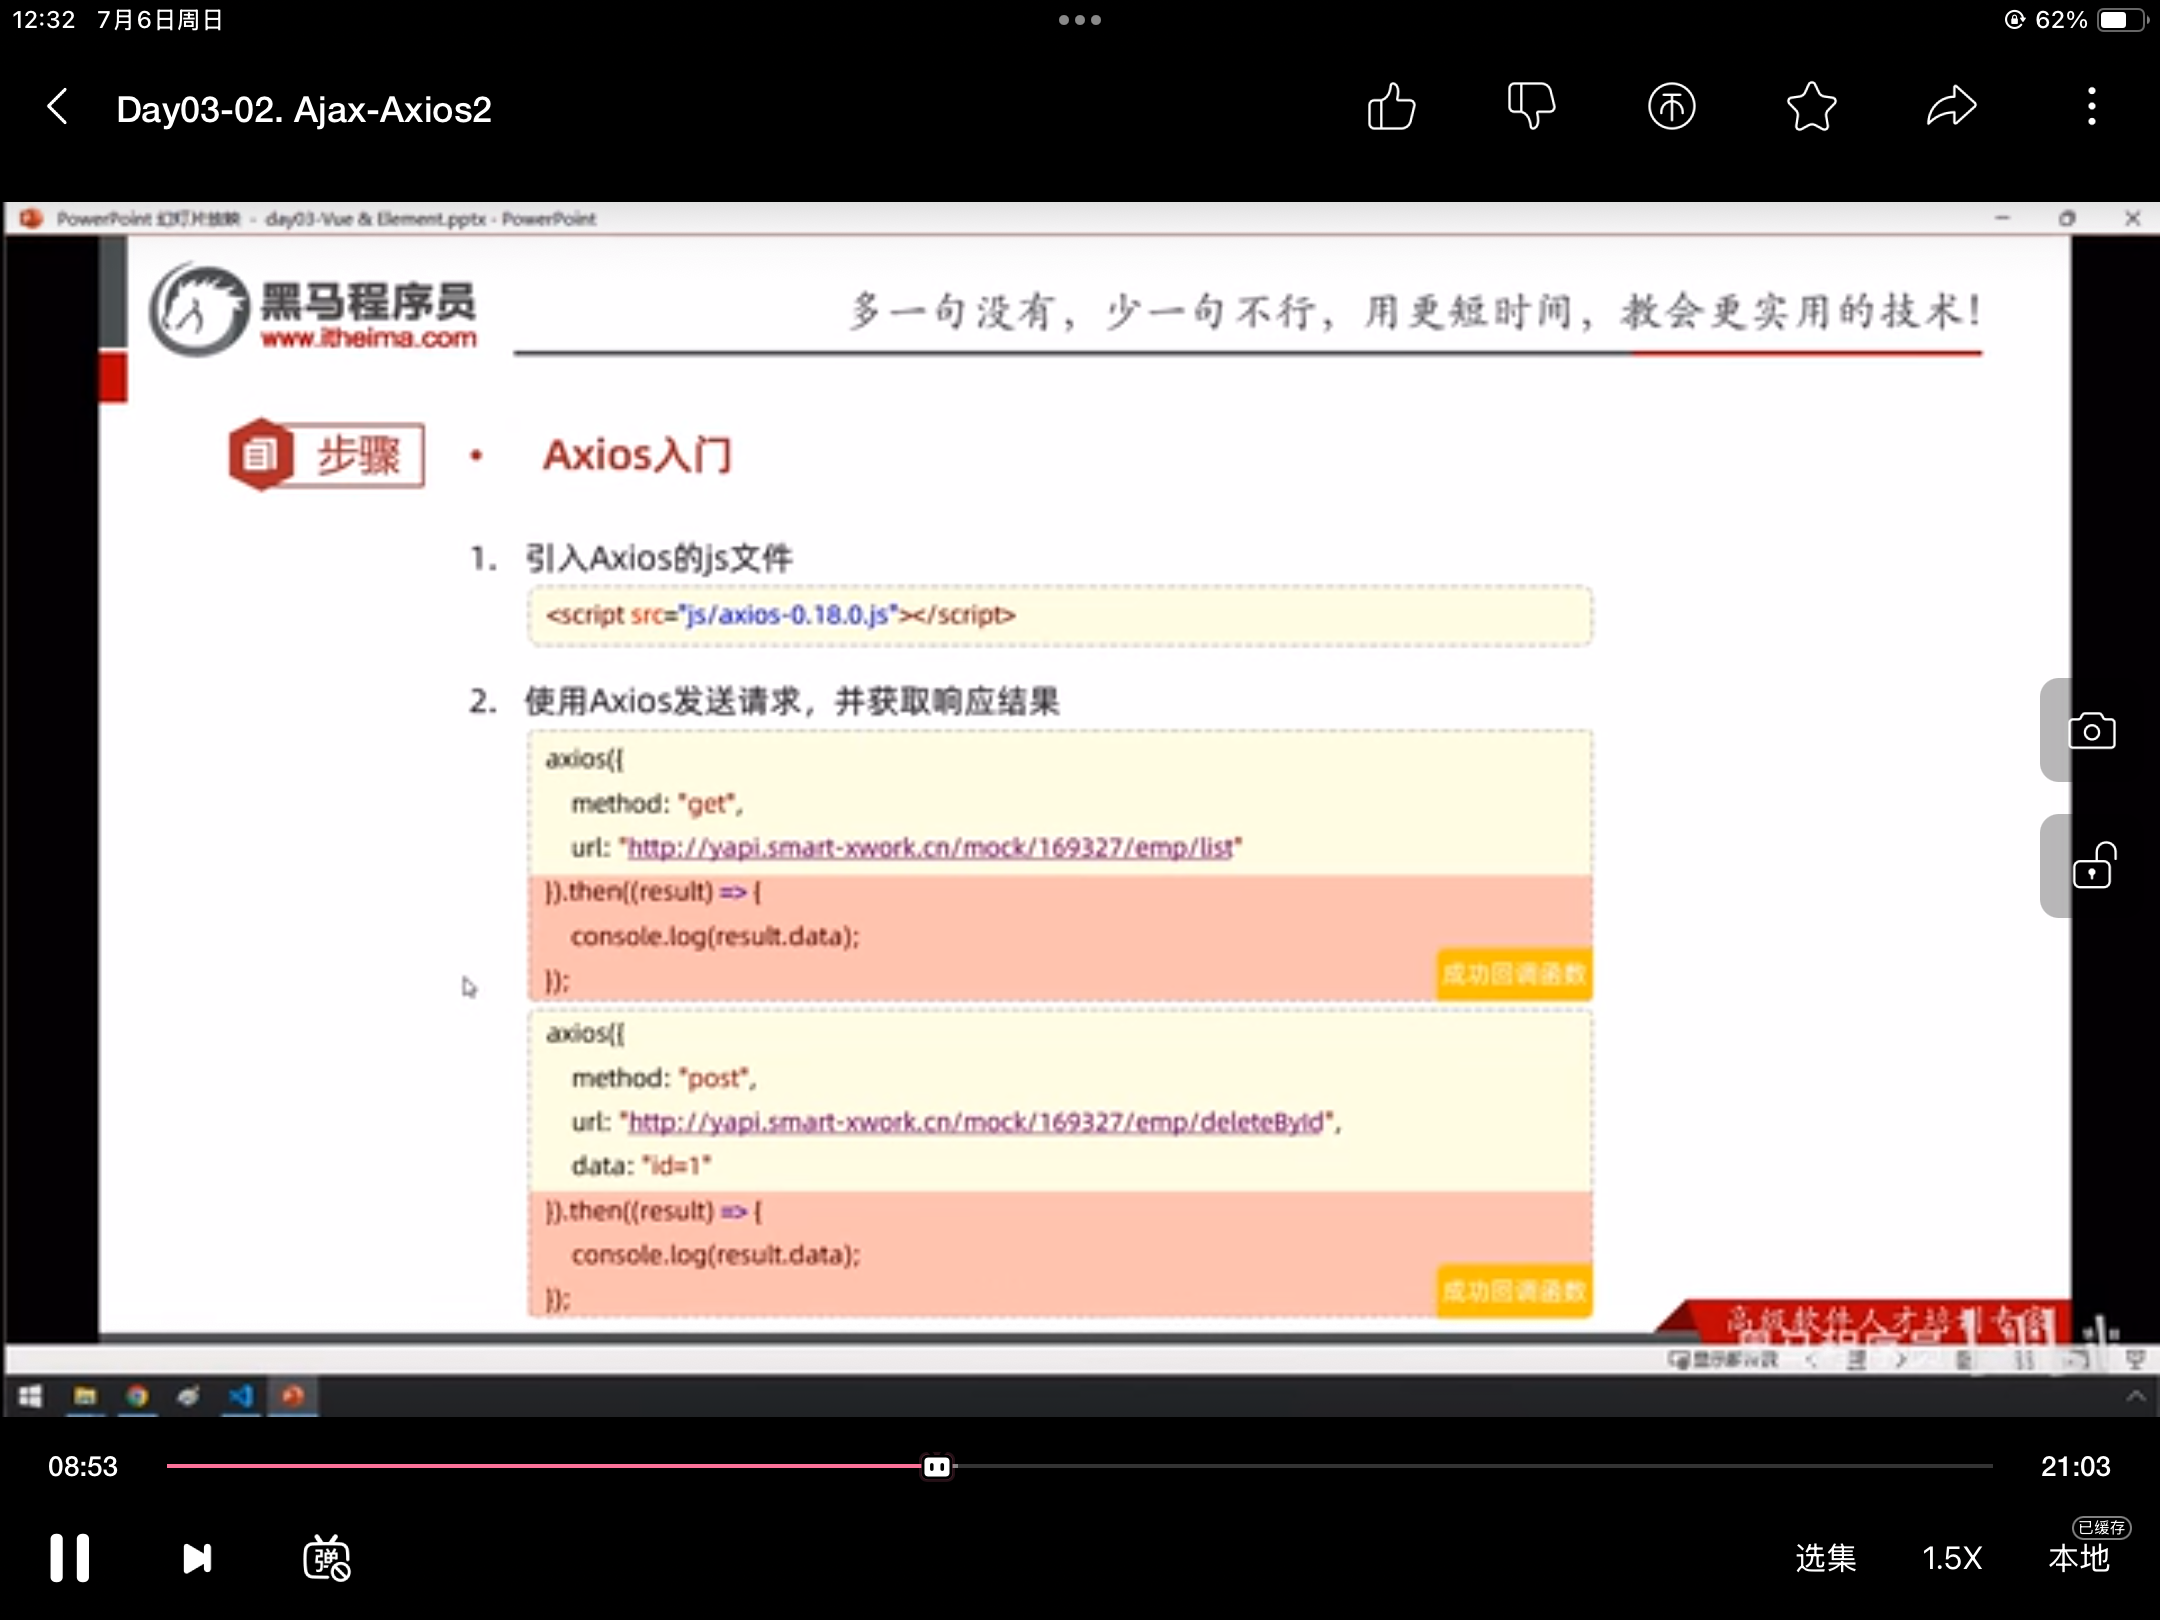 12:32 7月6日周日
62%
Day03-02. Ajax-Axios2
PowerPoint 幻灯片放映 - day03-Vue & Element.pptx - PowerPoint
黑马程序员
www.itheima.com
多一句没有，少一句不行，用更短时间，教会更实用的技术！
步骤
• Axios入门
1. 引入Axios的js文件
<script src="js/axios-0.18.0.js"></script>
2. 使用Axios发送请求，并获取响应结果
axios({
method: "get",
url: "http://yapi.smart-xwork.cn/mock/169327/emp/list"
}).then((result) => {
console.log(result.data);
});
成功回调函数
axios({
method: "post",
url: "http://yapi.smart-xwork.cn/mock/169327/emp/deleteById",
data: "id=1"
}).then((result) => {
console.log(result.data);
});
成功回调函数
高级软件人才培训专家
08:53
21:03
弹
选集
1.5X
已缓存
本地